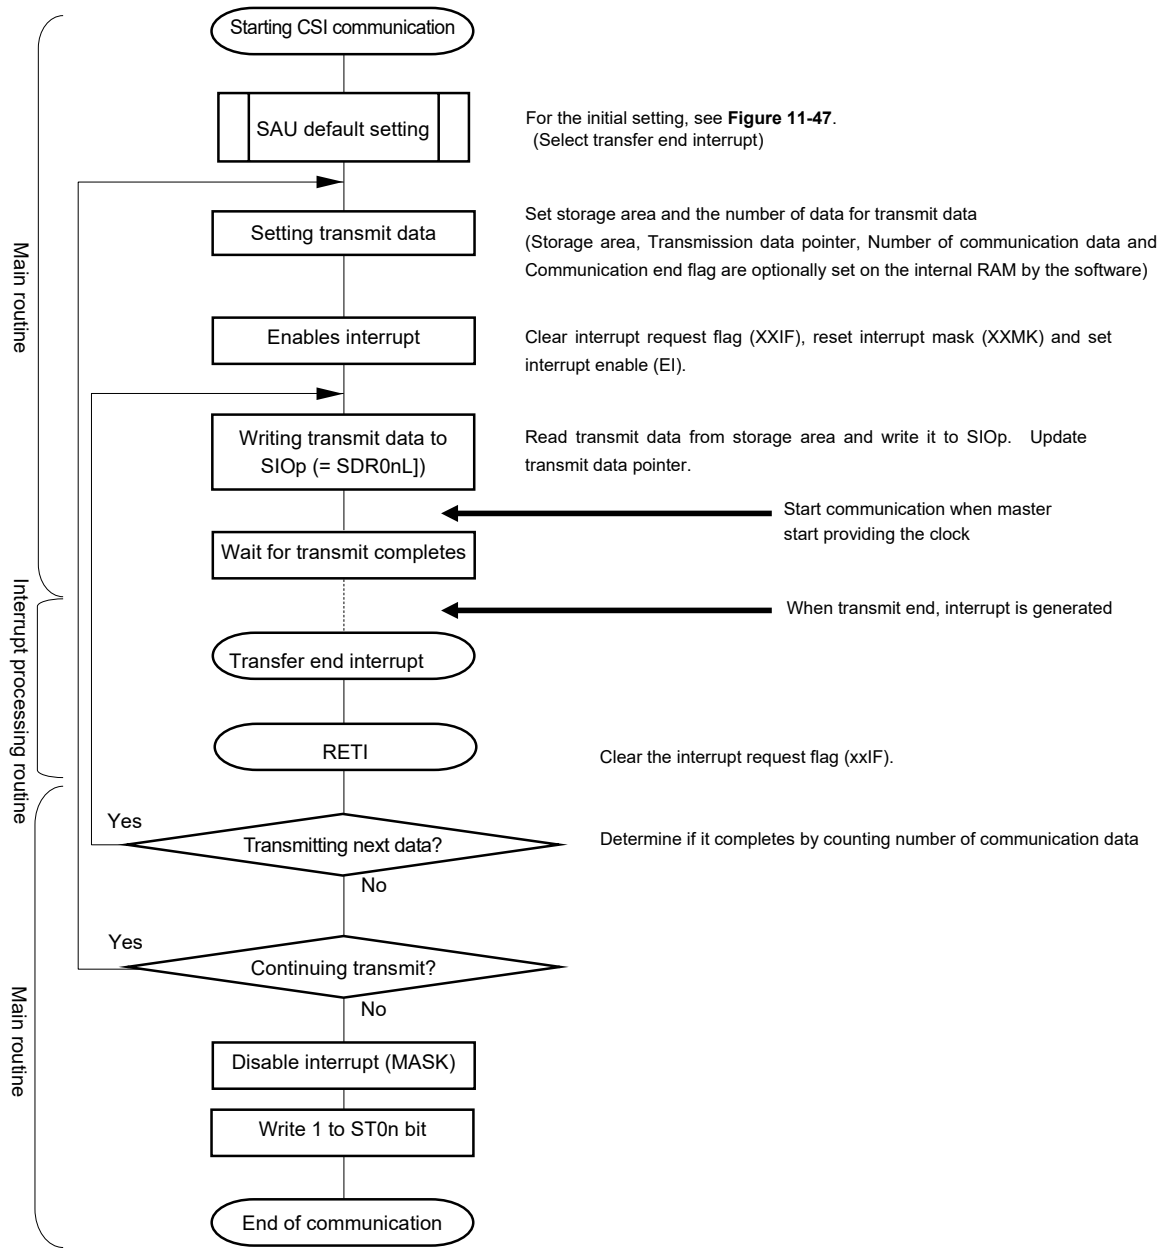 Starting CSI communication
SAU default setting
For the initial setting, see Figure 11-47.
(Select transfer end interrupt)
Setting transmit data
Set storage area and the number of data for transmit data
(Storage area, Transmission data pointer, Number of communication data and
Communication end flag are optionally set on the internal RAM by the software)
Main routine
Enables interrupt
Clear interrupt request flag (XXIF), reset interrupt mask (XXMK) and set
interrupt enable (EI).
Writing transmit data to
SIOp (= SDR0nL])
Read transmit data from storage area and write it to SIOp. Update
transmit data pointer.
Start communication when master
start providing the clock
Wait for transmit completes
When transmit end, interrupt is generated
Interrupt processing routine
Transfer end interrupt
RETI
Clear the interrupt request flag (xxIF).
Yes
Transmitting next data?
Determine if it completes by counting number of communication data
No
Yes
Continuing transmit?
No
Main routine
Disable interrupt (MASK)
Write 1 to ST0n bit
End of communication